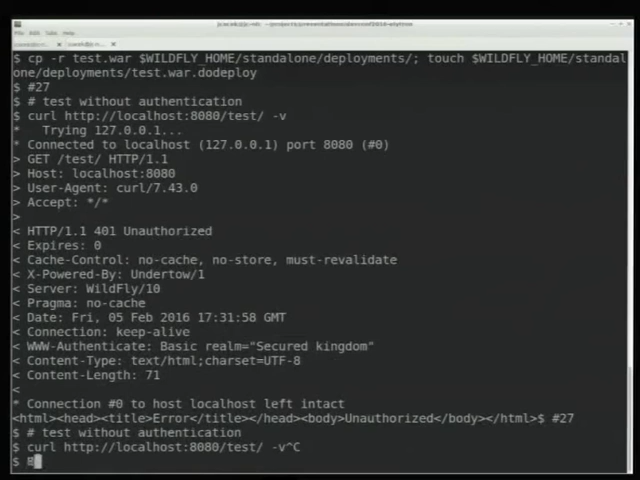 $ cp -r test.war $WILDFLY_HOME/standalone/deployments/; touch $WILDFLY_HOME/standal
one/deployments/test.war.dodeploy
$ #27
$ # test without authentication
$ curl http://localhost:8080/test/ -v
*   Trying 127.0.0.1...
* Connected to localhost (127.0.0.1) port 8080 (#0)
> GET /test/ HTTP/1.1
> Host: localhost:8080
> User-Agent: curl/7.43.0
> Accept: */*
>
< HTTP/1.1 401 Unauthorized
< Expires: 0
< Cache-Control: no-cache, no-store, must-revalidate
< X-Powered-By: Undertow/1
< Server: WildFly/10
< Pragma: no-cache
< Date: Fri, 05 Feb 2016 17:31:58 GMT
< Connection: keep-alive
< WWW-Authenticate: Basic realm="Secured kingdom"
< Content-Type: text/html;charset=UTF-8
< Content-Length: 71
<
* Connection #0 to host localhost left intact
<html><head><title>Error</title></head><body>Unauthorized</body></html>$ #27
$ # test without authentication
$ curl http://localhost:8080/test/ -v^C
$